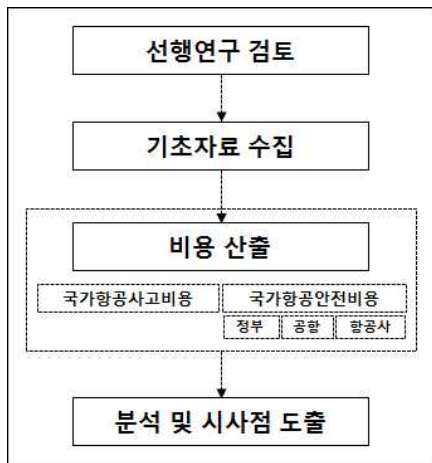 선행연구 검토
기초자료 수집
비용 산출
국가항공사고비용 국가항공안전비용
정부 공항 항공사
분석 및 시사점 도출